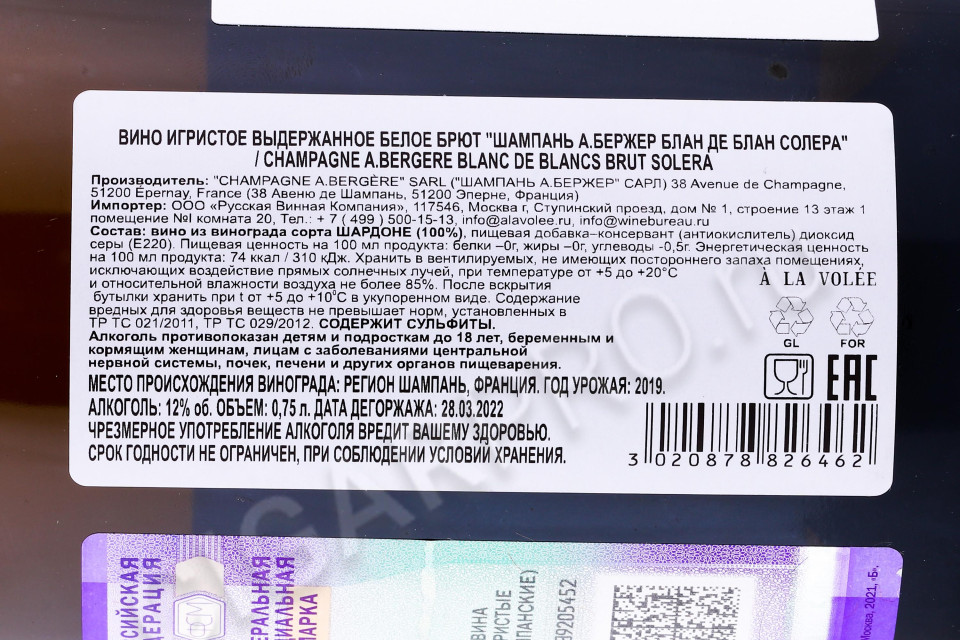 ВИНО ИГРИСТОЕ ВЫДЕРЖАННОЕ БЕЛОЕ БРЮТ "ШАМПАНЬ А.БЕРЖЕР БЛАН ДЕ БЛАН СОЛЕРА"
/ CHAMPAGNE A.BERGERE BLANC DE BLANCS BRUT SOLERA
Производитель: "CHAMPAGNE A.BERGÈRE" SARL ("ШАМПАНЬ А.БЕРЖЕР" САРЛ) 38 Avenue de Champagne,
51200 Épernay, France (38 Авеню де Шампань, 51200 Эперне, Франция)
Импортер: ООО «Русская Винная Компания», 117546, Москва г, Ступинский проезд, дом № 1, строение 13 этаж 1
помещение №I комната 20, Тел.: + 7 ( 499 ) 500-15-13, info@alavolee.ru, info@winebureau.ru
Состав: вино из винограда сорта ШАРДОНЕ (100%), пищевая добавка–консервант (антиокислитель) диоксид
серы (Е220). Пищевая ценность на 100 мл продукта: белки –0г, жиры –0г, углеводы -0,5г. Энергетическая ценность
на 100 мл продукта: 74 ккал / 310 кДж. Хранить в вентилируемых, не имеющих постороннего запаха помещениях,
исключающих воздействие прямых солнечных лучей, при температуре от +5 до +20°С
и относительной влажности воздуха не более 85%. После вскрытия
бутылки хранить при t от +5 до +10°С в укупоренном виде. Содержание
вредных для здоровья веществ не превышает норм, установленных в
ТР ТС 021/2011, ТР ТС 029/2012. СОДЕРЖИТ СУЛЬФИТЫ.
Алкоголь противопоказан детям и подросткам до 18 лет, беременным и
кормящим женщинам, лицам с заболеваниями центральной
нервной системы, почек, печени и других органов пищеварения.
МЕСТО ПРОИСХОЖДЕНИЯ ВИНОГРАДА: РЕГИОН ШАМПАНЬ, ФРАНЦИЯ. ГОД УРОЖАЯ: 2019.
АЛКОГОЛЬ: 12% об. ОБЪЕМ: 0,75 л. ДАТА ДЕГОРЖАЖА: 28.03.2022
ЧРЕЗМЕРНОЕ УПОТРЕБЛЕНИЕ АЛКОГОЛЯ ВРЕДИТ ВАШЕМУ ЗДОРОВЬЮ.
СРОК ГОДНОСТИ НЕ ОГРАНИЧЕН, ПРИ СОБЛЮДЕНИИ УСЛОВИЙ ХРАНЕНИЯ.
À LA VOLÉE
GL FOR
EAC
3 020878 826462
ФСМ
39205452
Москва, 2021, «Б».